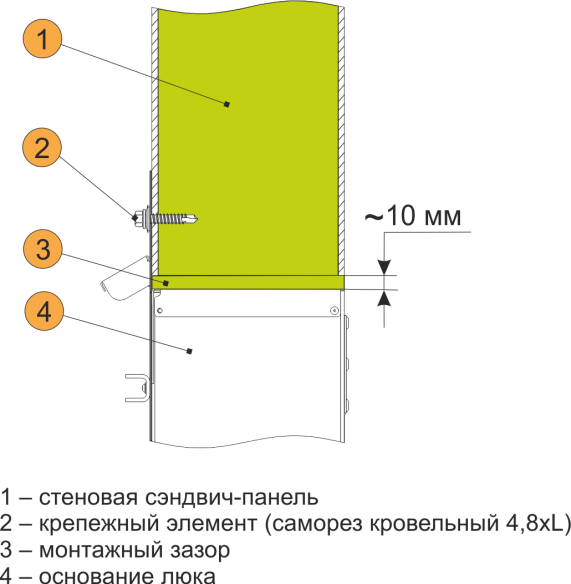 1
2
~10 мм
3
4
1 – стеновая сэндвич-панель
2 – крепежный элемент (саморез кровельный 4,8xL)
3 – монтажный зазор
4 – основание люка